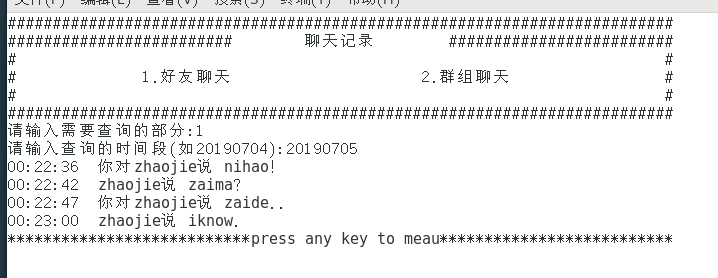 文件(F) 编辑(E) 查看(V) 搜索(S) 终端(T) 帮助(H)
##########################################################################
######################### 聊天记录 #########################
# #
# 1.好友聊天 2.群组聊天 #
# #
##########################################################################
请输入需要查询的部分:1
请输入查询的时间段(如20190704):20190705
00:22:36 你对zhaojie说 nihao!
00:22:42 zhaojie说 zaima?
00:22:47 你对zhaojie说 zaide..
00:23:00 zhaojie说 iknow.
***************************press any key to meau**************************